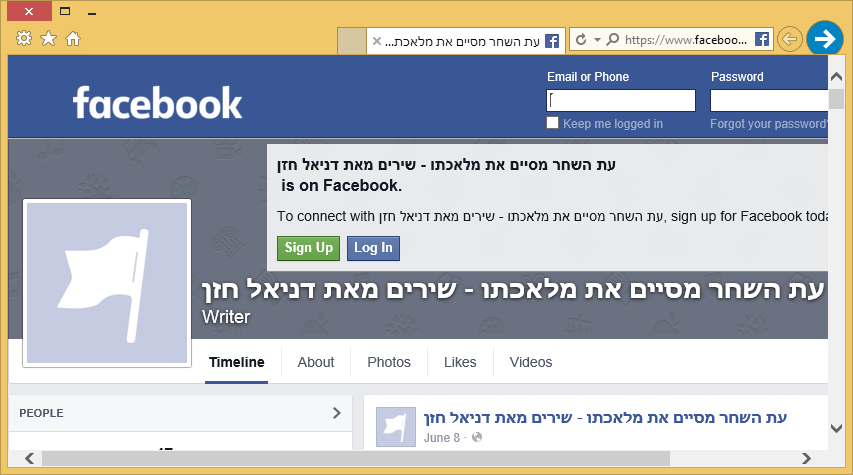 עת השחר מסיים את מלאכת...
https://www.faceboo...
facebook
Email or Phone
Password
Keep me logged in
Forgot your password
עת השחר מסיים את מלאכתו - שירים מאת דניאל חזן
is on Facebook.
To connect with עת השחר מסיים את מלאכתו - שירים מאת דניאל חזן, sign up for Facebook toda
Sign Up
Log In
עת השחר מסיים את מלאכתו - שירים מאת דניאל חזן
Writer
Timeline
About
Photos
Likes
Videos
PEOPLE
עת השחר מסיים את מלאכתו - שירים מאת דניאל חזן
June 8 ·